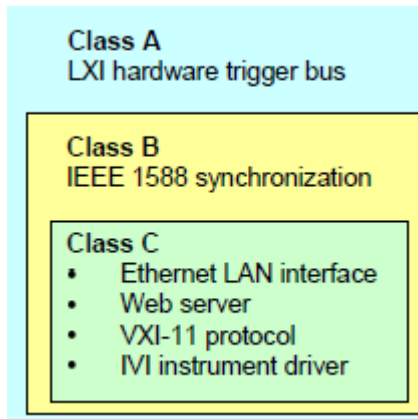 Class A
LXI hardware trigger bus
Class B
IEEE 1588 synchronization
Class C
• Ethernet LAN interface
• Web server
• VXI-11 protocol
• IVI instrument driver